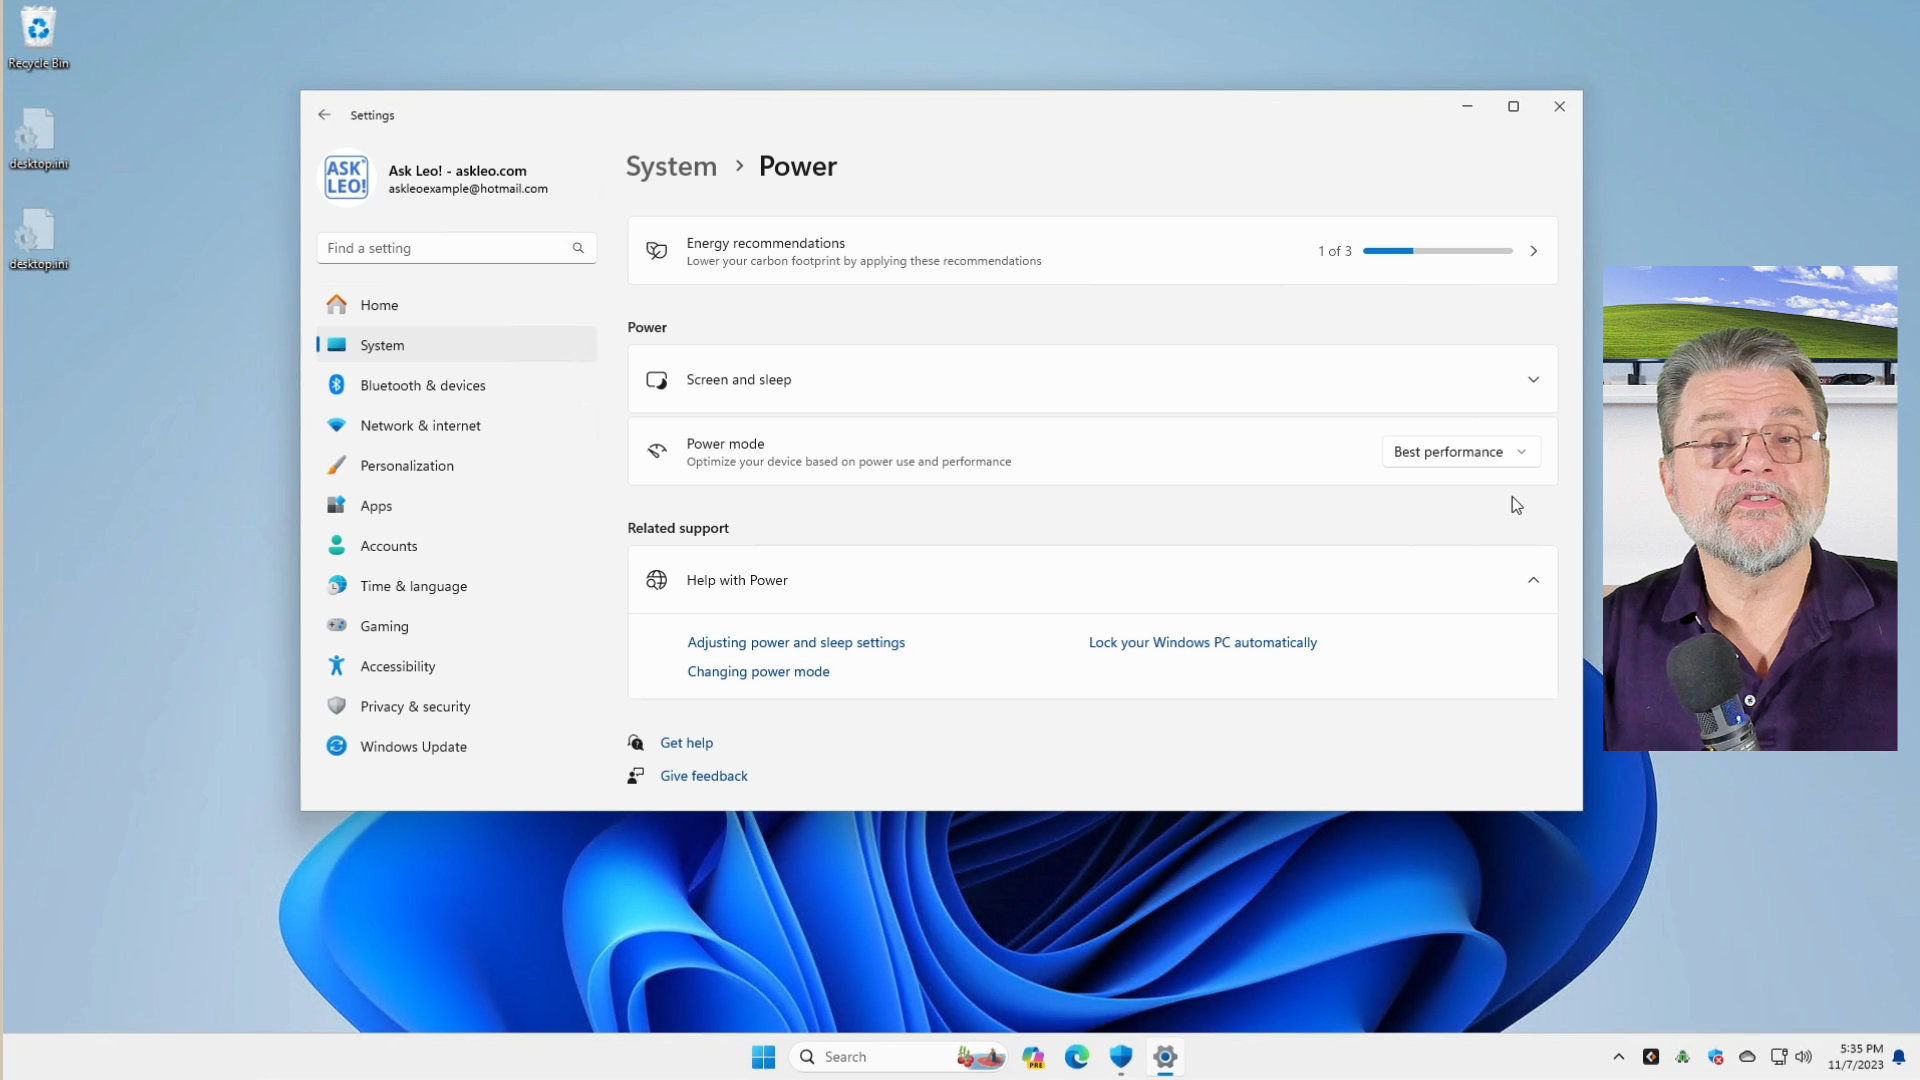 Recycle Bin
desktop.ini
desktop.ini
Settings
ASK
LEO!
Ask Leo! - askleo.com
askleoexample@hotmail.com
Find a setting
Home
System
Bluetooth & devices
Network & internet
Personalization
Apps
Accounts
Time & language
Gaming
Accessibility
Privacy & security
Windows Update
System > Power
Energy recommendations
Lower your carbon footprint by applying these recommendations
1 of 3
Power
Screen and sleep
Power mode
Optimize your device based on power use and performance
Best performance
Related support
Help with Power
Adjusting power and sleep settings
Lock your Windows PC automatically
Changing power mode
Get help
Give feedback
Search
PRE
5:35 PM
11/7/2023